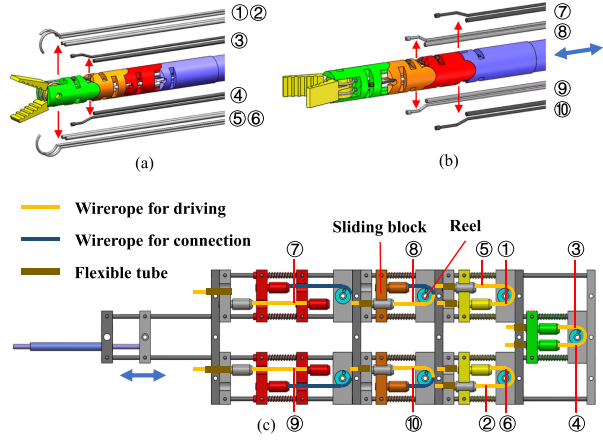 ①②
③
④
⑤⑥
(a)
⑦
⑧
⑨
⑩
(b)
Wirerope for driving
Wirerope for connection
Flexible tube
Sliding block
Reel
⑦
⑧
⑤
①
③
⑨
⑩
②
⑥
④
(c)